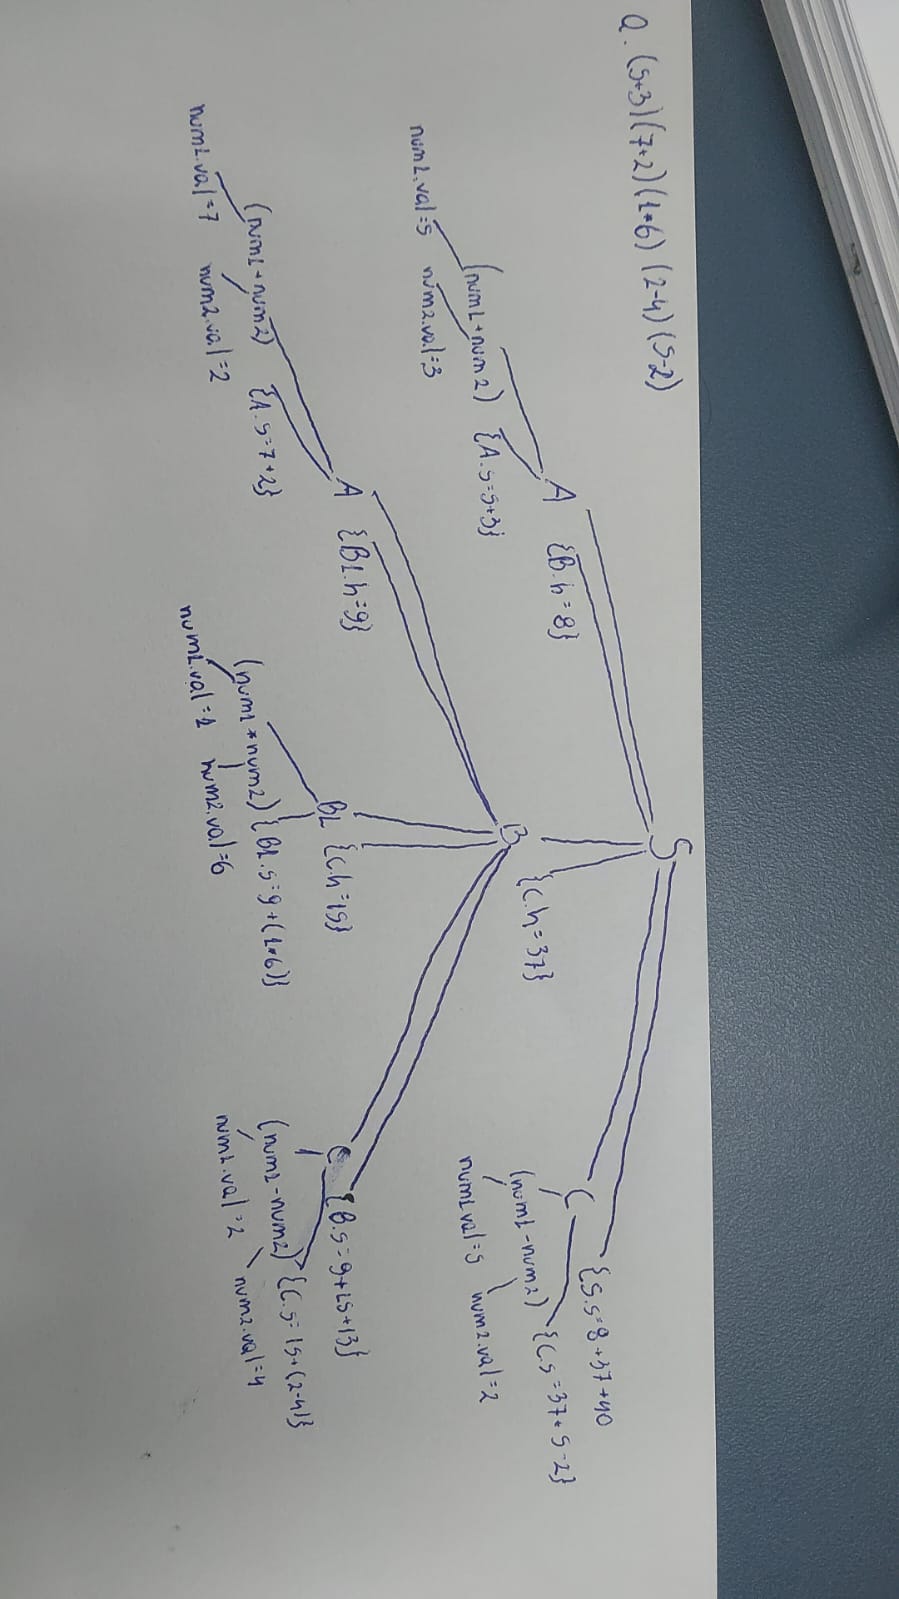 Q. (5+3)(7+2)(1*6)(2-4)(5-2)
S
A {B.h=8}
B {C.h=37}
C {S.s=8+37+40
(num1+num2) {A.s=5+3}
num1.val=5 num2.val=3
(num1-num2) {C.s=37+5-2}
num1.val=5 num2.val=2
A {B1.h=9}
B1 {C.h=15}
C {B.s=9+15+13}
(num1+num2) {A.s=7+2}
num1.val=7 num2.val=2
(num1*num2) {B1.s=9+(1*6)}
num1.val=1 num2.val=6
(num1-num2) {C.s=15+(2-4)}
num1.val=2 num2.val=4